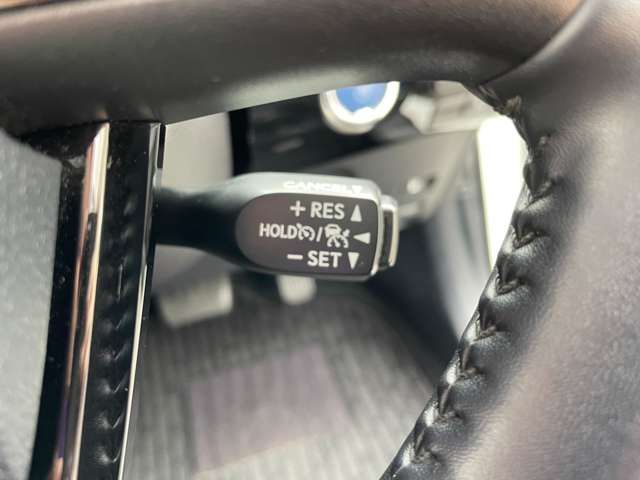 CANCEL▼
+ RES ▲
HOLD / ◄
− SET ▼